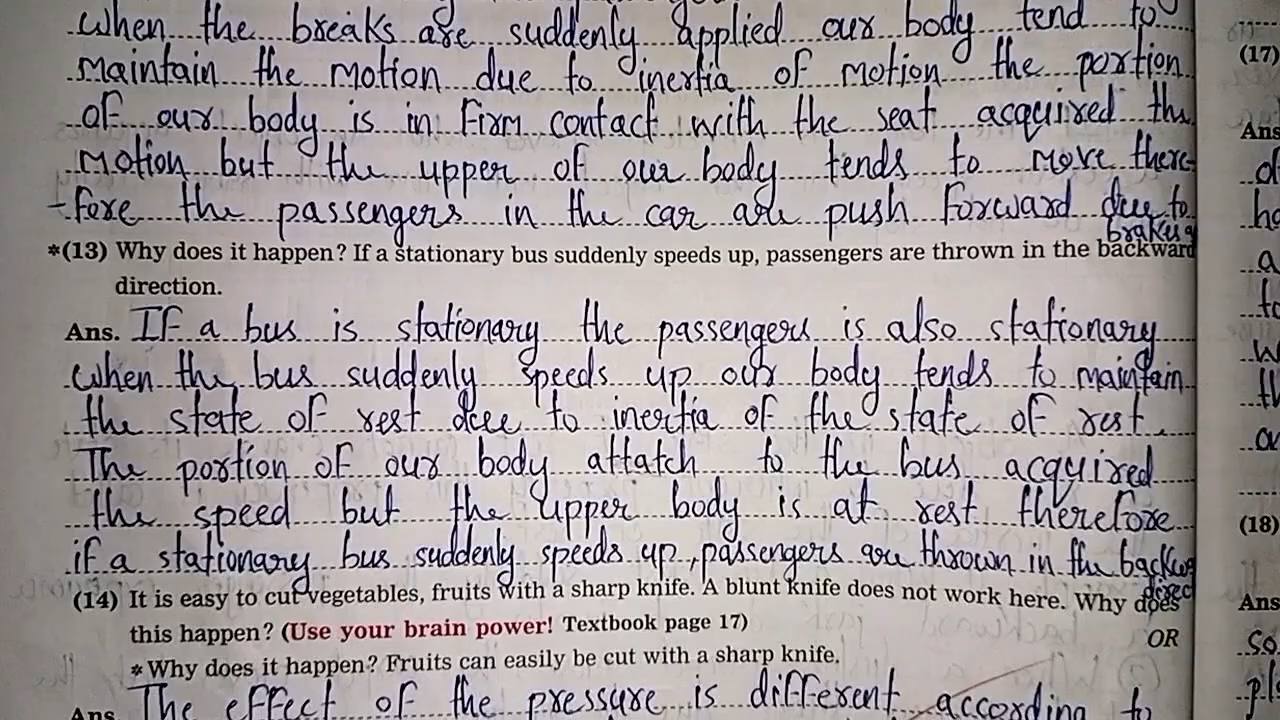 When the breaks are suddenly applied our body tend to
maintain the motion due to inertia of motion the portion
of our body is in firm contact with the seat acquired the
motion but the upper of our body tends to move there-
fore the passengers in the car are push forward due to
brakes
(17)
*(13) Why does it happen? If a stationary bus suddenly speeds up, passengers are thrown in the backward
direction.
Ans. If a bus is stationary the passengers is also stationary
When the bus suddenly speeds up our body tends to maintain
the state of rest due to inertia of the state of rest.
The portion of our body attatch to the bus acquired
the speed but the upper body is at rest therefore
if a stationary bus suddenly speeds up, passengers are thrown in the
(14) It is easy to cut vegetables, fruits with a sharp knife. A blunt knife does not work here. Why does
this happen? (Use your brain power! Textbook page 17)
OR
*Why does it happen? Fruits can easily be cut with a sharp knife.
Ans. The effect of the pressure is different according to
Ans
of
a
(18)
Ans
so